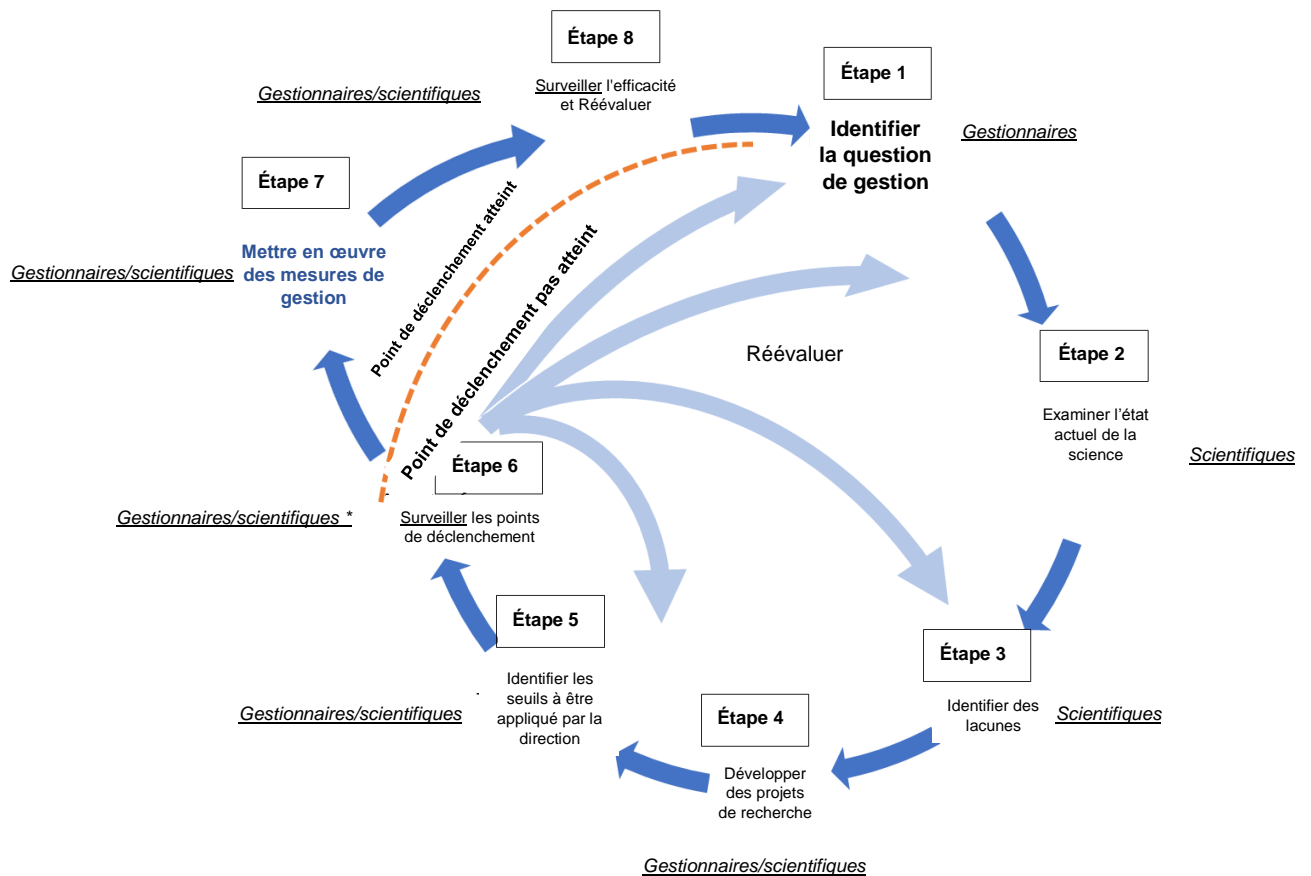 Étape 8
Surveiller l'efficacité
et Réévaluer
Gestionnaires/scientifiques
Étape 1
Identifier
la question
de gestion
Gestionnaires
Étape 7
Mettre en œuvre
des mesures de
gestion
Gestionnaires/scientifiques
Point de déclenchement atteint
Point de déclenchement pas atteint
Réévaluer
Étape 2
Examiner l'état
actuel de la
science
Scientifiques
Étape 6
Surveiller les points
de déclenchement
Gestionnaires/scientifiques *
Étape 5
Identifier les
seuils à être
appliqué par la
direction
Gestionnaires/scientifiques
Étape 3
Identifier des
lacunes
Scientifiques
Étape 4
Développer
des projets
de recherche
Gestionnaires/scientifiques